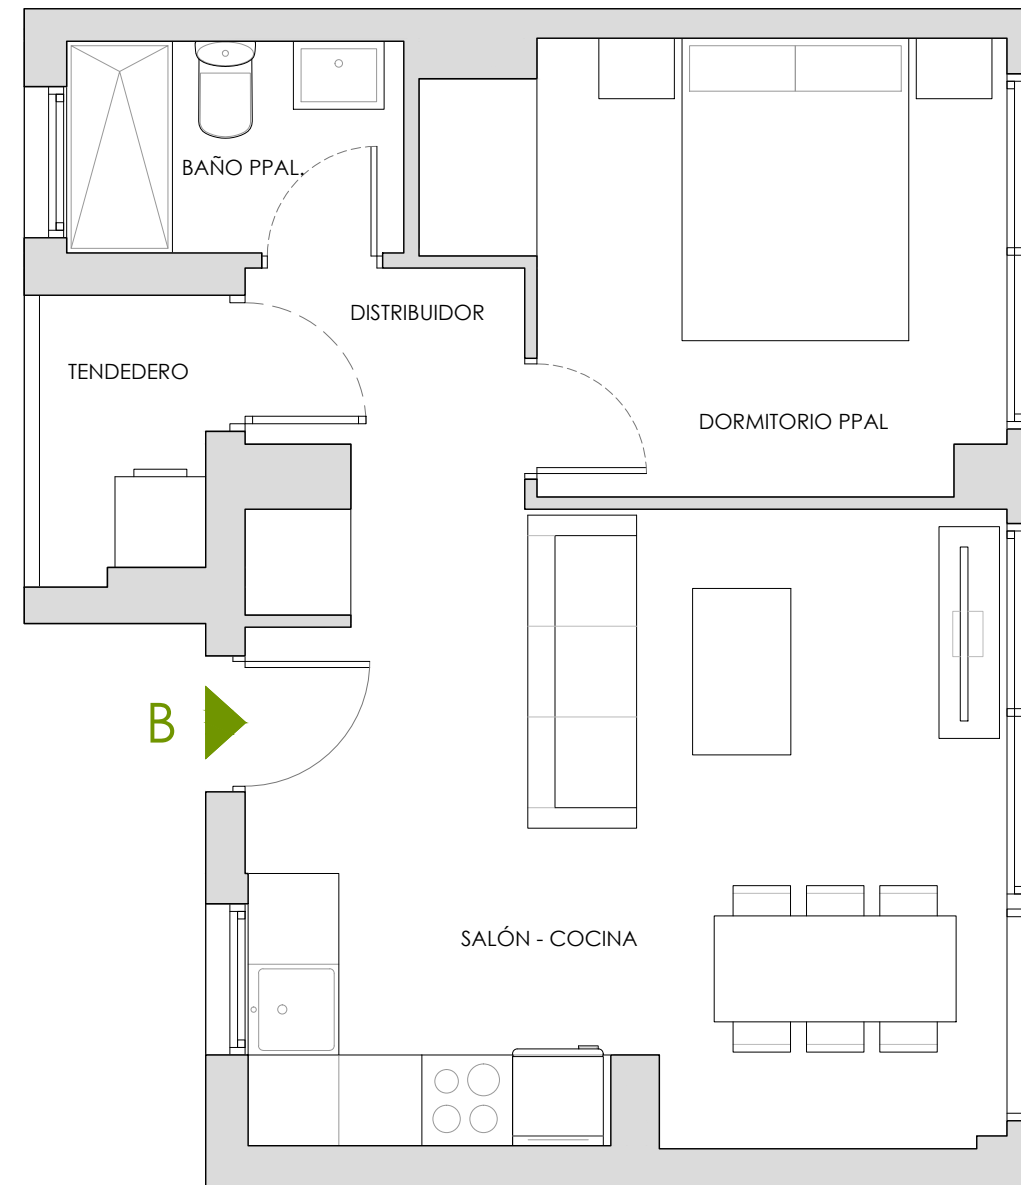 BAÑO PPAL.
DISTRIBUIDOR
TENDEDERO
DORMITORIO PPAL
B
SALÓN - COCINA